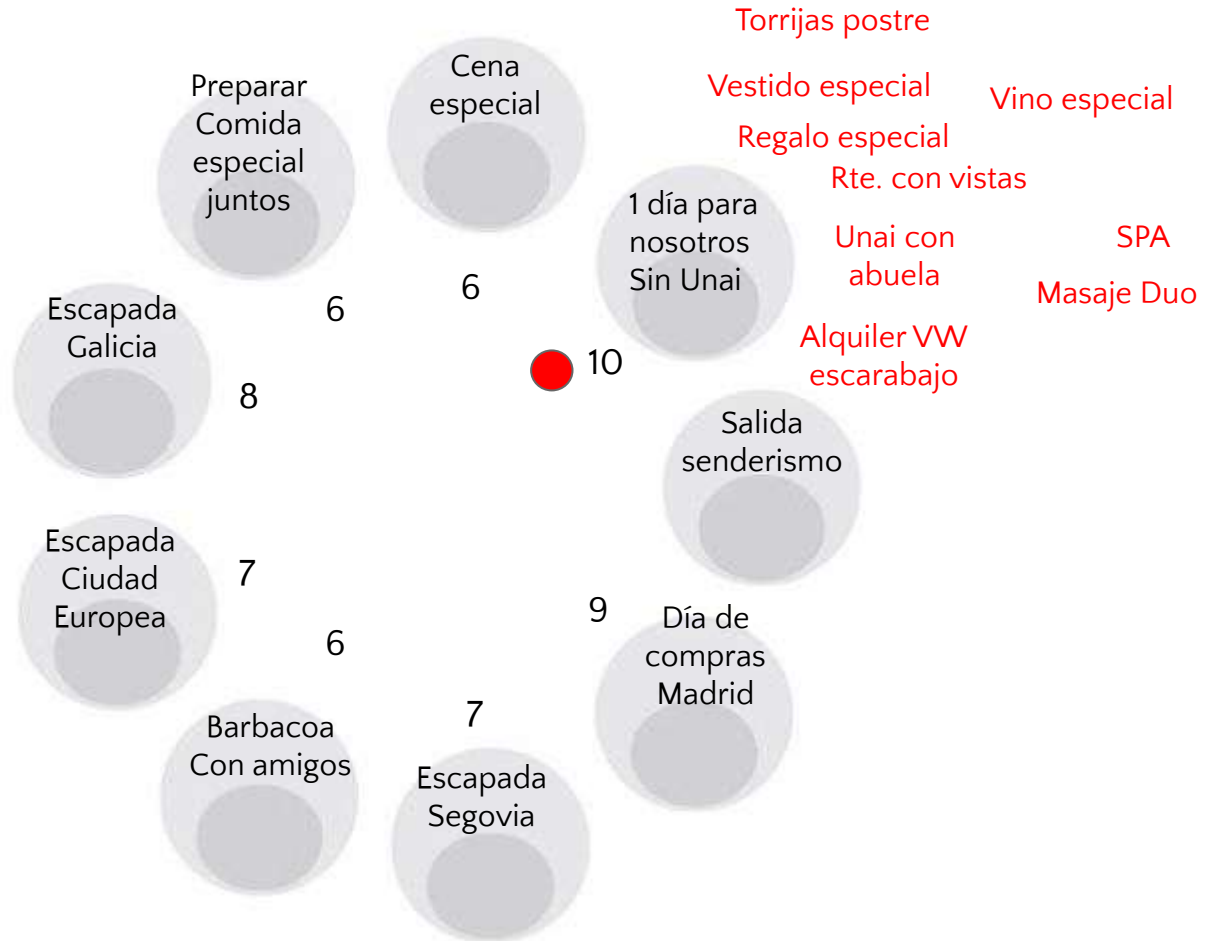 Torrijas postre
Cena
especial
Preparar
Comida
especial
juntos
Vestido especial
Vino especial
Regalo especial
Rte. con vistas
1 día para
nosotros
Sin Unai
Unai con
abuela
SPA
Masaje Duo
6
6
Escapada
Galicia
Alquiler VW
escarabajo
10
8
Salida
senderismo
Escapada
Ciudad
Europea
7
9
Día de
compras
Madrid
6
7
Barbacoa
Con amigos
Escapada
Segovia